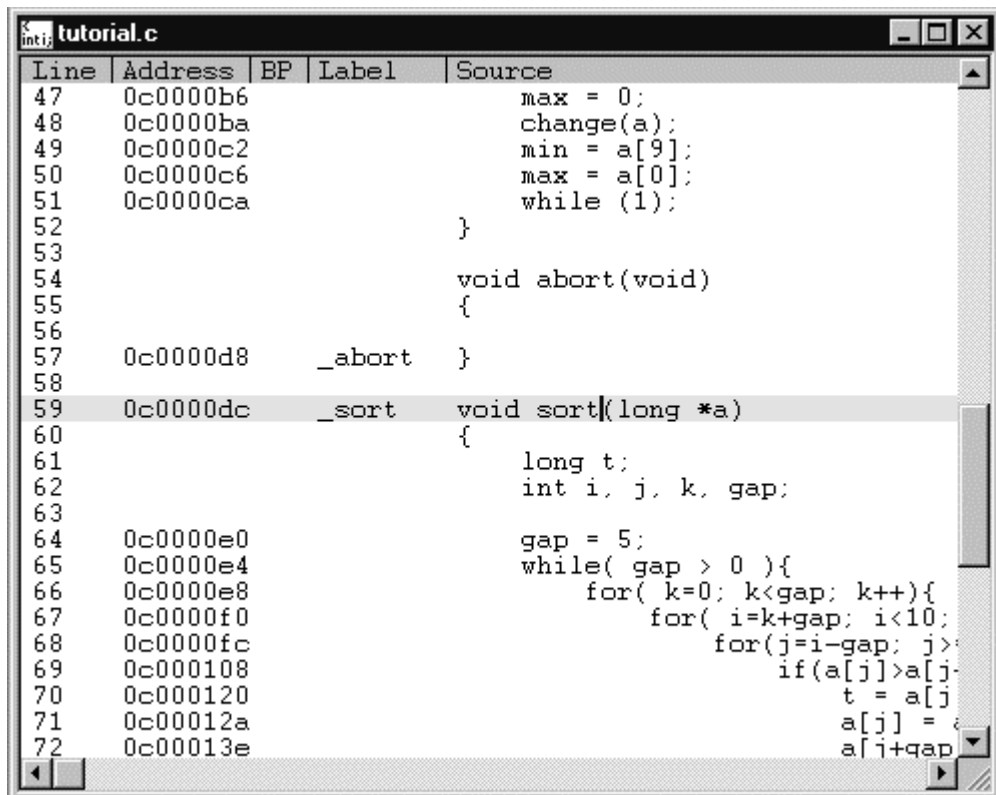 tutorial.c
Line Address BP Label Source
47 0c0000b6 max = 0;
48 0c0000ba change(a);
49 0c0000c2 min = a[9];
50 0c0000c6 max = a[0];
51 0c0000ca while (1);
52 }
53
54 void abort(void)
55 {
56
57 0c0000d8 _abort }
58
59 0c0000dc _sort void sort(long *a)
60 {
61 long t;
62 int i, j, k, gap;
63
64 0c0000e0 gap = 5;
65 0c0000e4 while( gap > 0 ){
66 0c0000e8 for( k=0; k<gap; k++){
67 0c0000f0 for( i=k+gap; i<10;
68 0c0000fc for(j=i-gap; j>
69 0c000108 if(a[j]>a[j
70 0c000120 t = a[j
71 0c00012a a[j] =
72 0c00013e a[j+gap